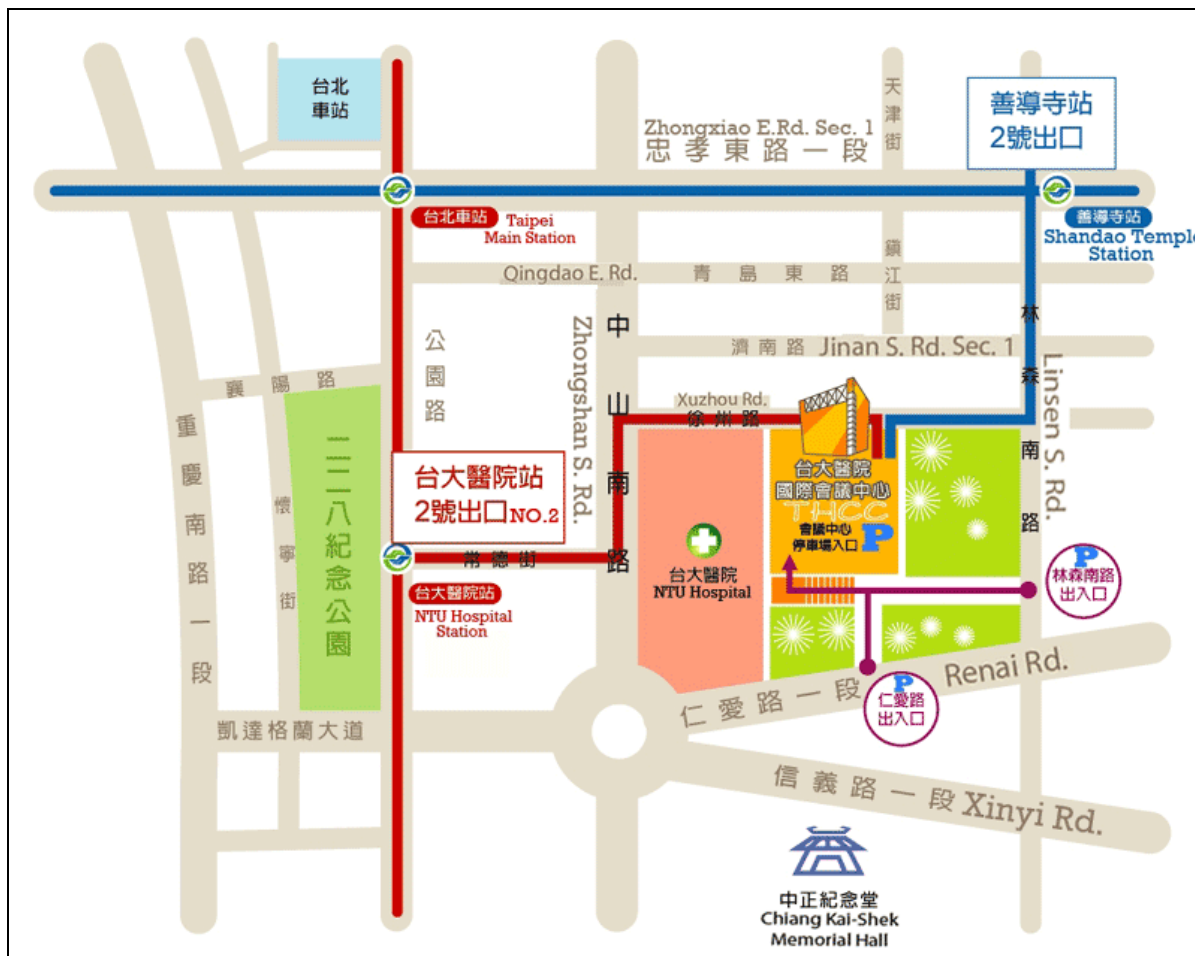 台北
車站
天津街
善導寺站
2號出口
Zhongxiao E.Rd. Sec. 1
忠孝東路一段
台北車站
Taipei
Main Station
善導寺站
Shandao Temple
Station
Qingdao E. Rd.
青島東路
鎮江街
中山南路
Zhongshan S. Rd.
公園路
濟南路 Jinan S. Rd. Sec. 1
林森南路
Linsen S. Rd.
襄陽路
Xuzhou Rd.
徐州路
重慶南路一段
二二八紀念公園
懷寧街
台大醫院站
2號出口NO.2
常德街
台大醫院站
NTU Hospital
Station
台大醫院
國際會議中心
THCC
會議中心
停車場入口
P
台大醫院
NTU Hospital
P
林森南路
出入口
P
仁愛路
出入口
仁愛路一段 Renai Rd.
凱達格蘭大道
信義路一段 Xinyi Rd.
中正紀念堂
Chiang Kai-Shek
Memorial Hall